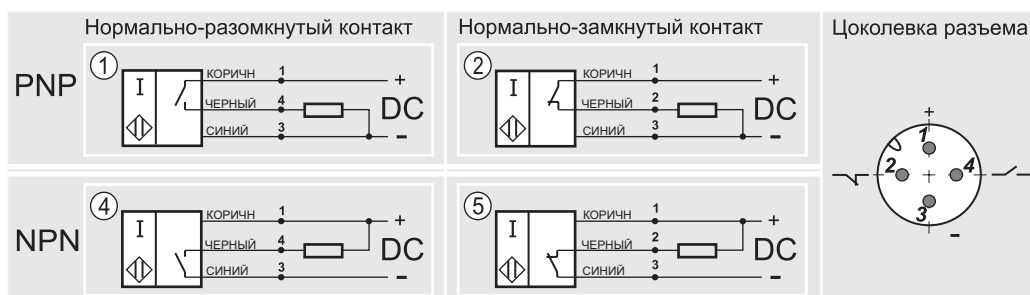 Нормально-разомкнутый контакт
Нормально-замкнутый контакт
Цоколевка разъема
PNP
1
I
КОРИЧН 1 +
ЧЕРНЫЙ 4 DC
СИНИЙ 3 -
2
I
КОРИЧН 1 +
ЧЕРНЫЙ 2 DC
СИНИЙ 3 -
NPN
4
I
КОРИЧН 1 +
ЧЕРНЫЙ 4 DC
СИНИЙ 3 -
5
I
КОРИЧН 1 +
ЧЕРНЫЙ 2 DC
СИНИЙ 3 -
+
1
2
4
3
-